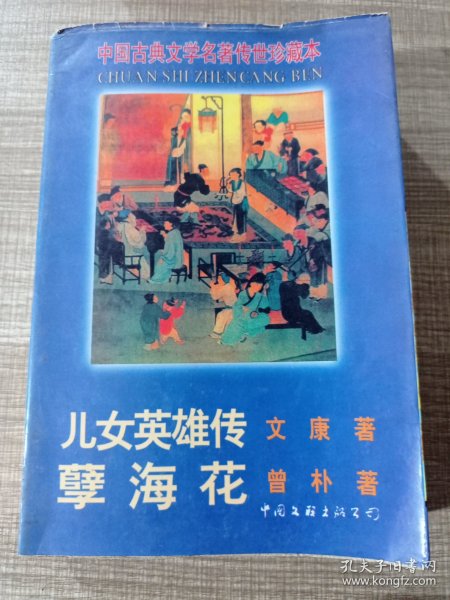 中国古典文学名著传世珍藏本
CHUAN SHI ZHEN CANG BEN
儿女英雄传 文康 著
孽海花 曾朴 著
中国文联出版公司
孔夫子旧书网
www.kongfz.com